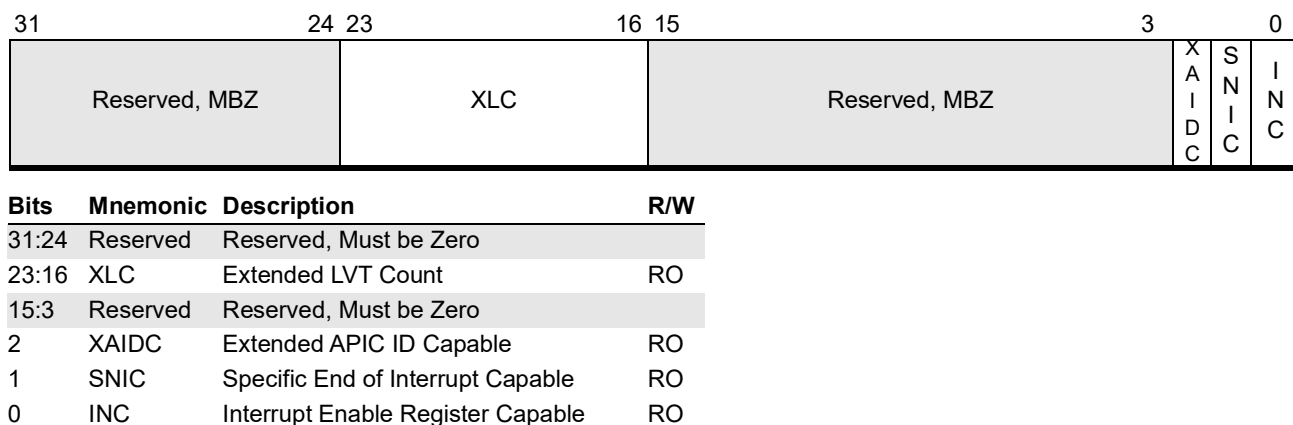 31 24 23 16 15 3 0
Reserved, MBZ XLC Reserved, MBZ XAIDC SNIC INC
Bits Mnemonic Description R/W
31:24 Reserved Reserved, Must be Zero
23:16 XLC Extended LVT Count RO
15:3 Reserved Reserved, Must be Zero
2 XAIDC Extended APIC ID Capable RO
1 SNIC Specific End of Interrupt Capable RO
0 INC Interrupt Enable Register Capable RO